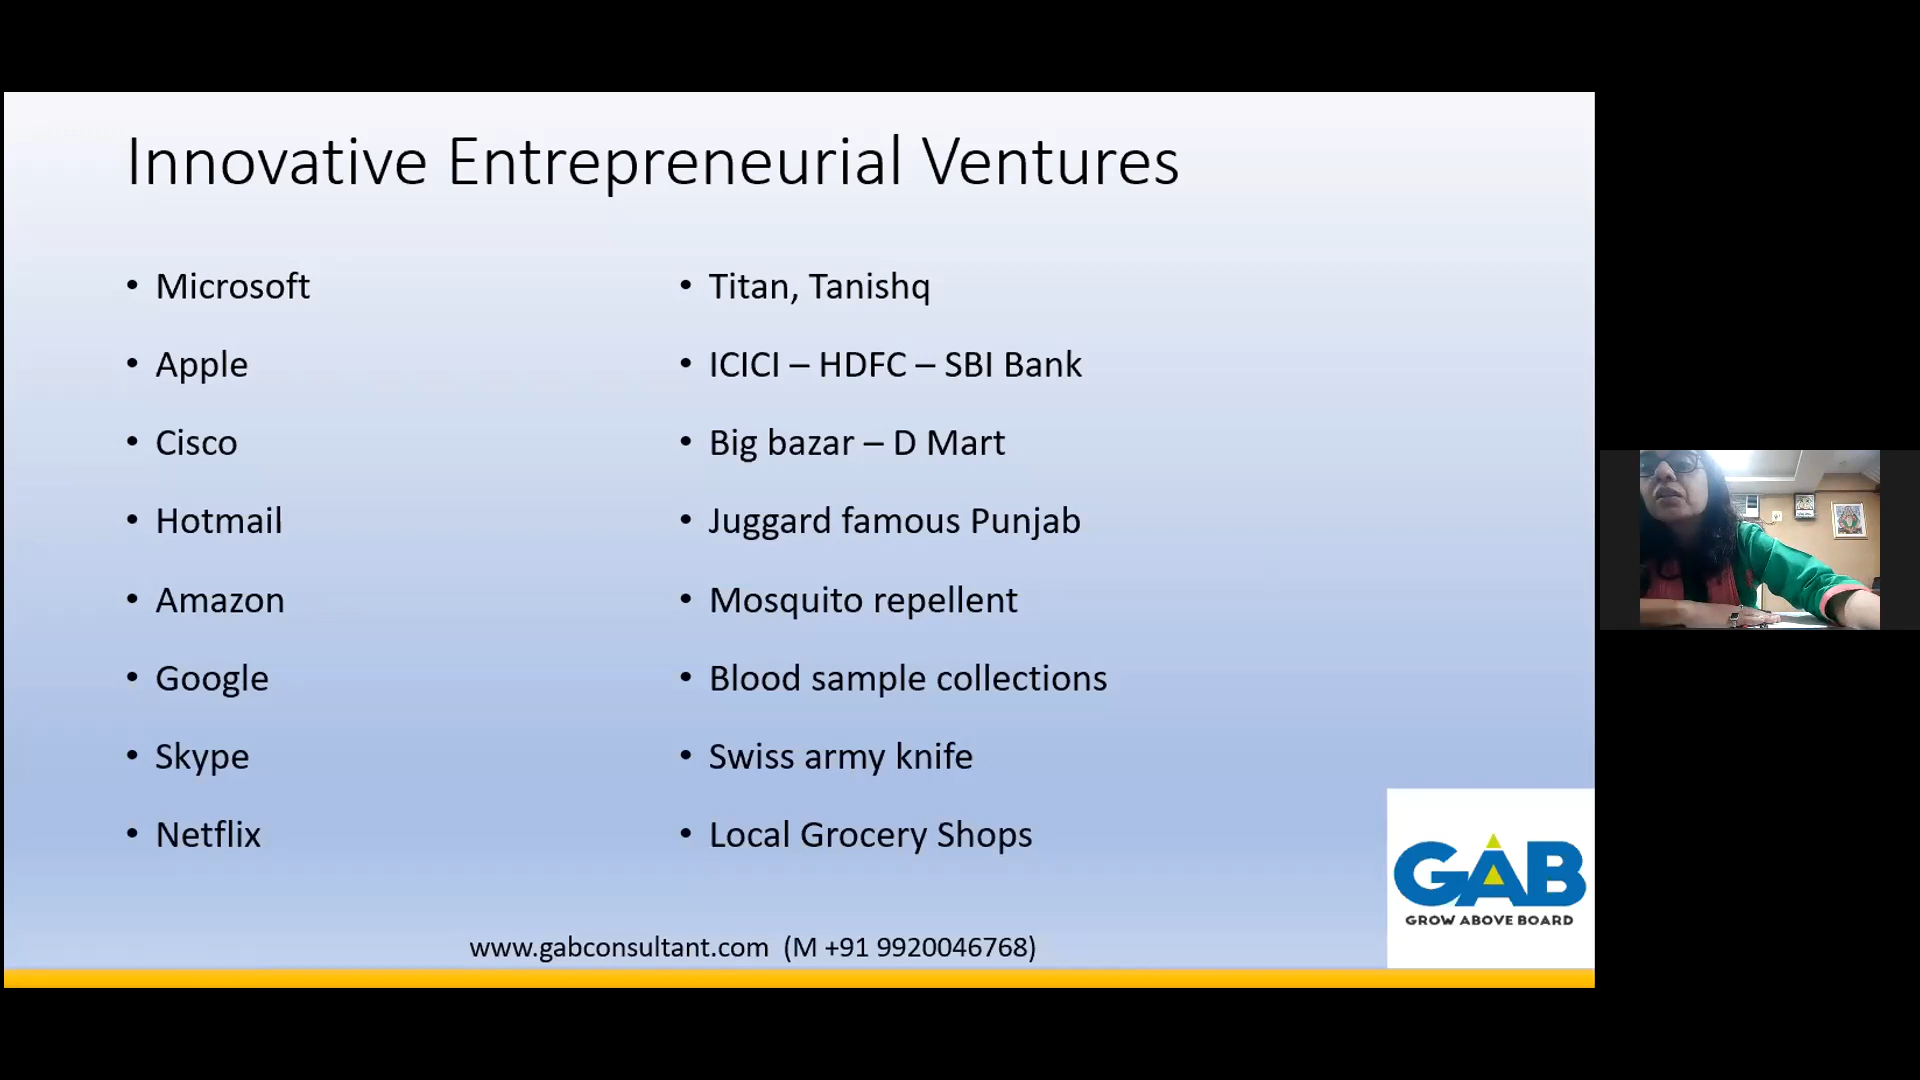 Innovative Entrepreneurial Ventures
• Microsoft
• Apple
• Cisco
• Hotmail
• Amazon
• Google
• Skype
• Netflix
• Titan, Tanishq
• ICICI – HDFC – SBI Bank
• Big bazar – D Mart
• Juggard famous Punjab
• Mosquito repellent
• Blood sample collections
• Swiss army knife
• Local Grocery Shops
GAB
GROW ABOVE BOARD
www.gabconsultant.com (M +91 9920046768)